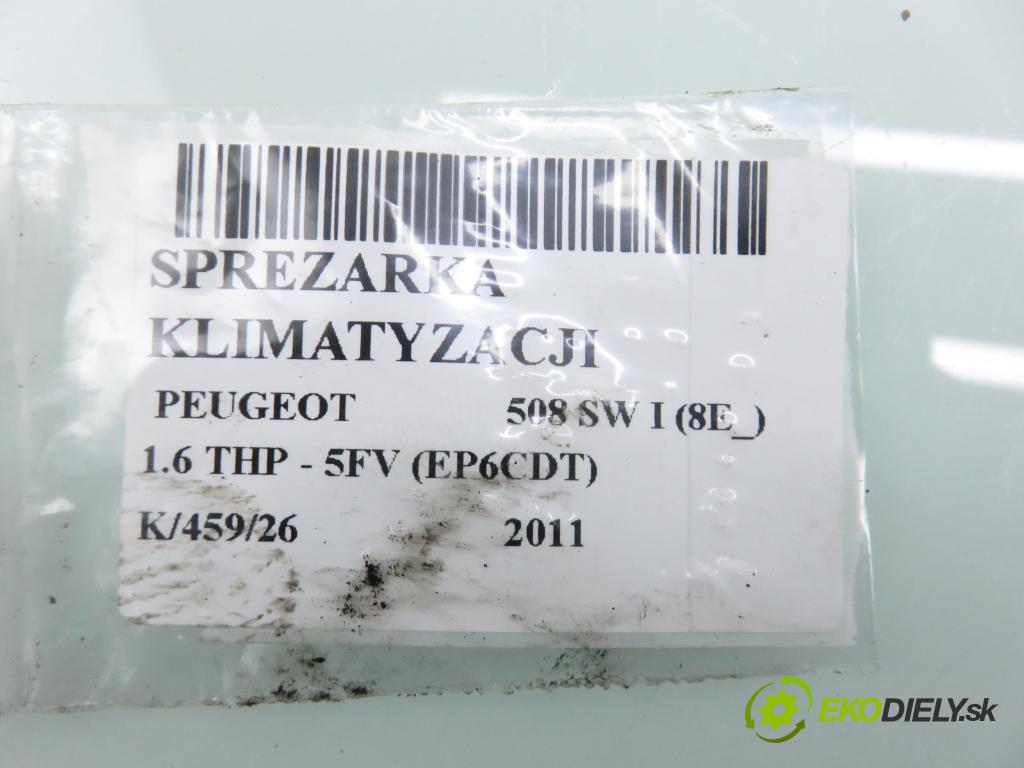 SPREZARKA
KLIMATYZACJI
PEUGEOT 508 SW I (8E_)
1.6 THP - 5FV (EP6CDT)
K/459/26 2011
EKODIELY.sk